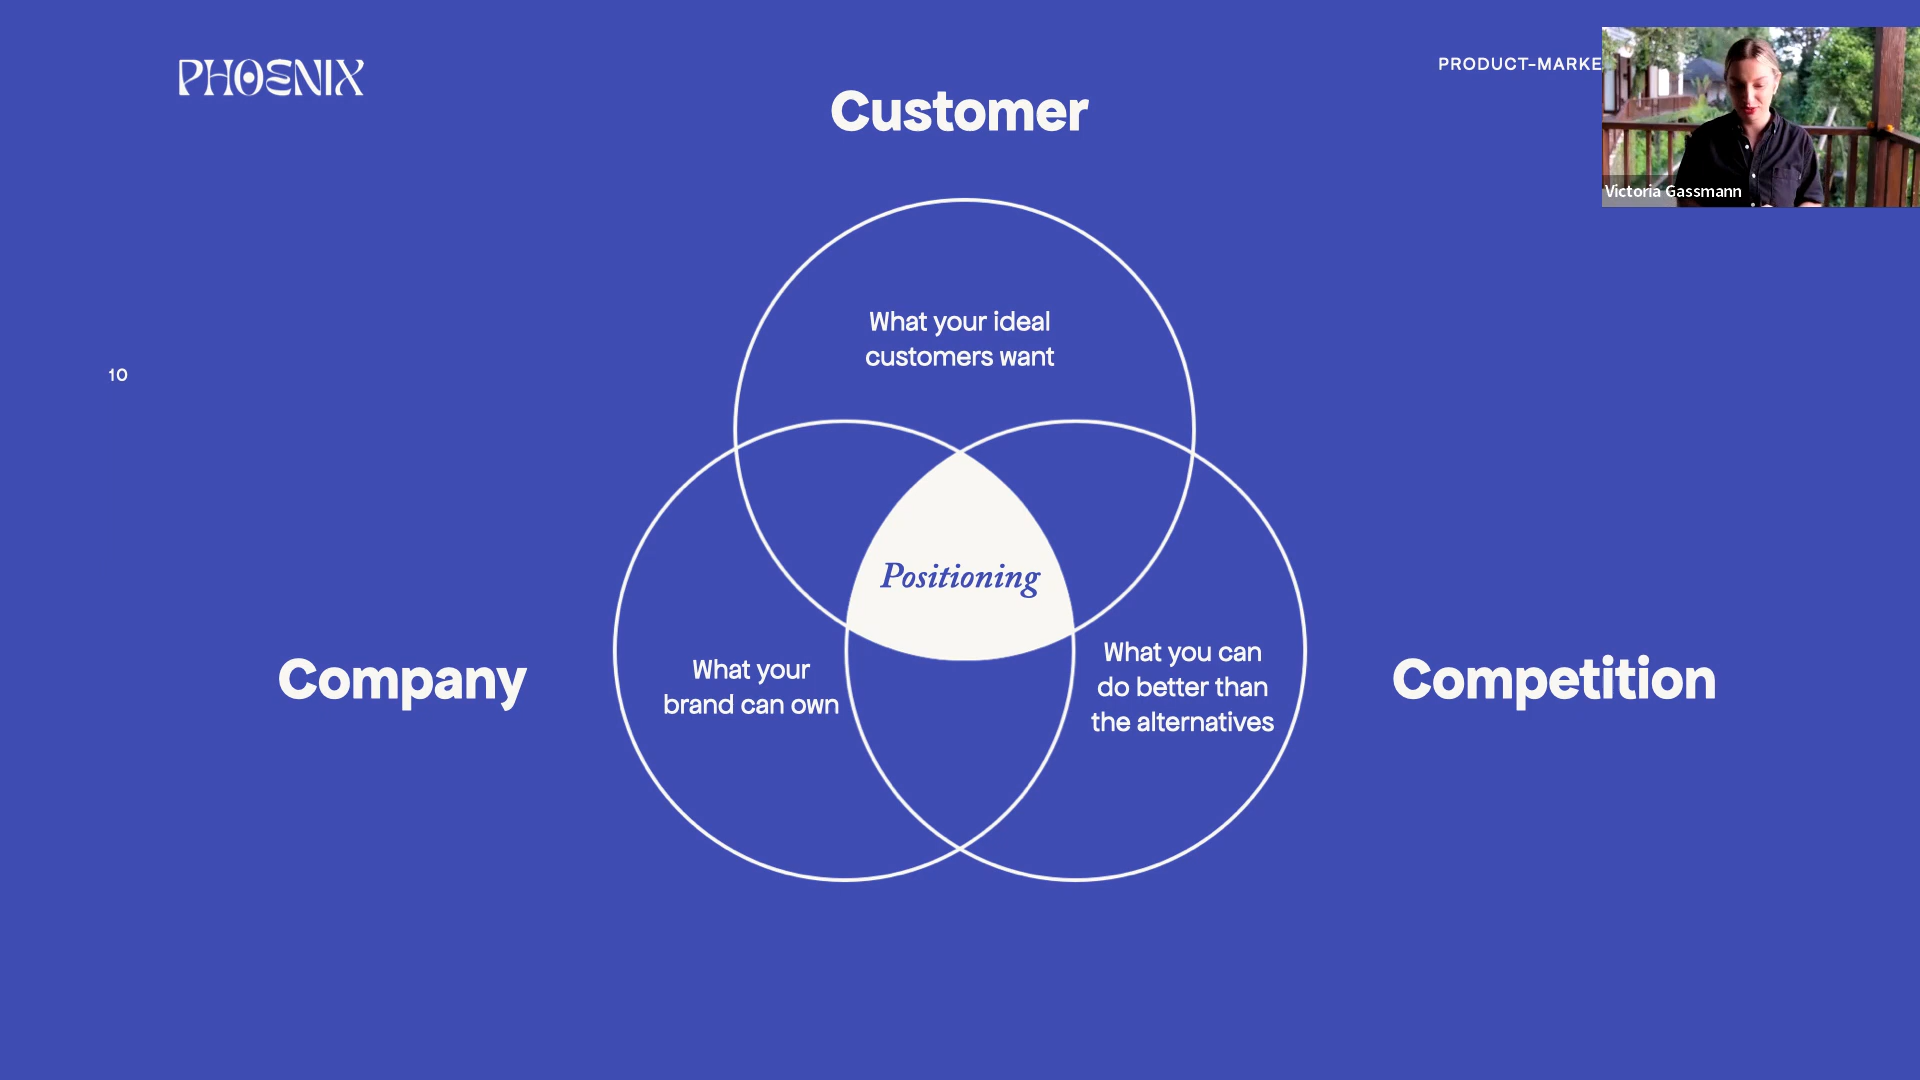 PHOENIX
PRODUCT-MARKE
Customer
Victoria Gassmann
What your ideal
customers want
10
Positioning
Company
What your
brand can own
What you can
do better than
the alternatives
Competition